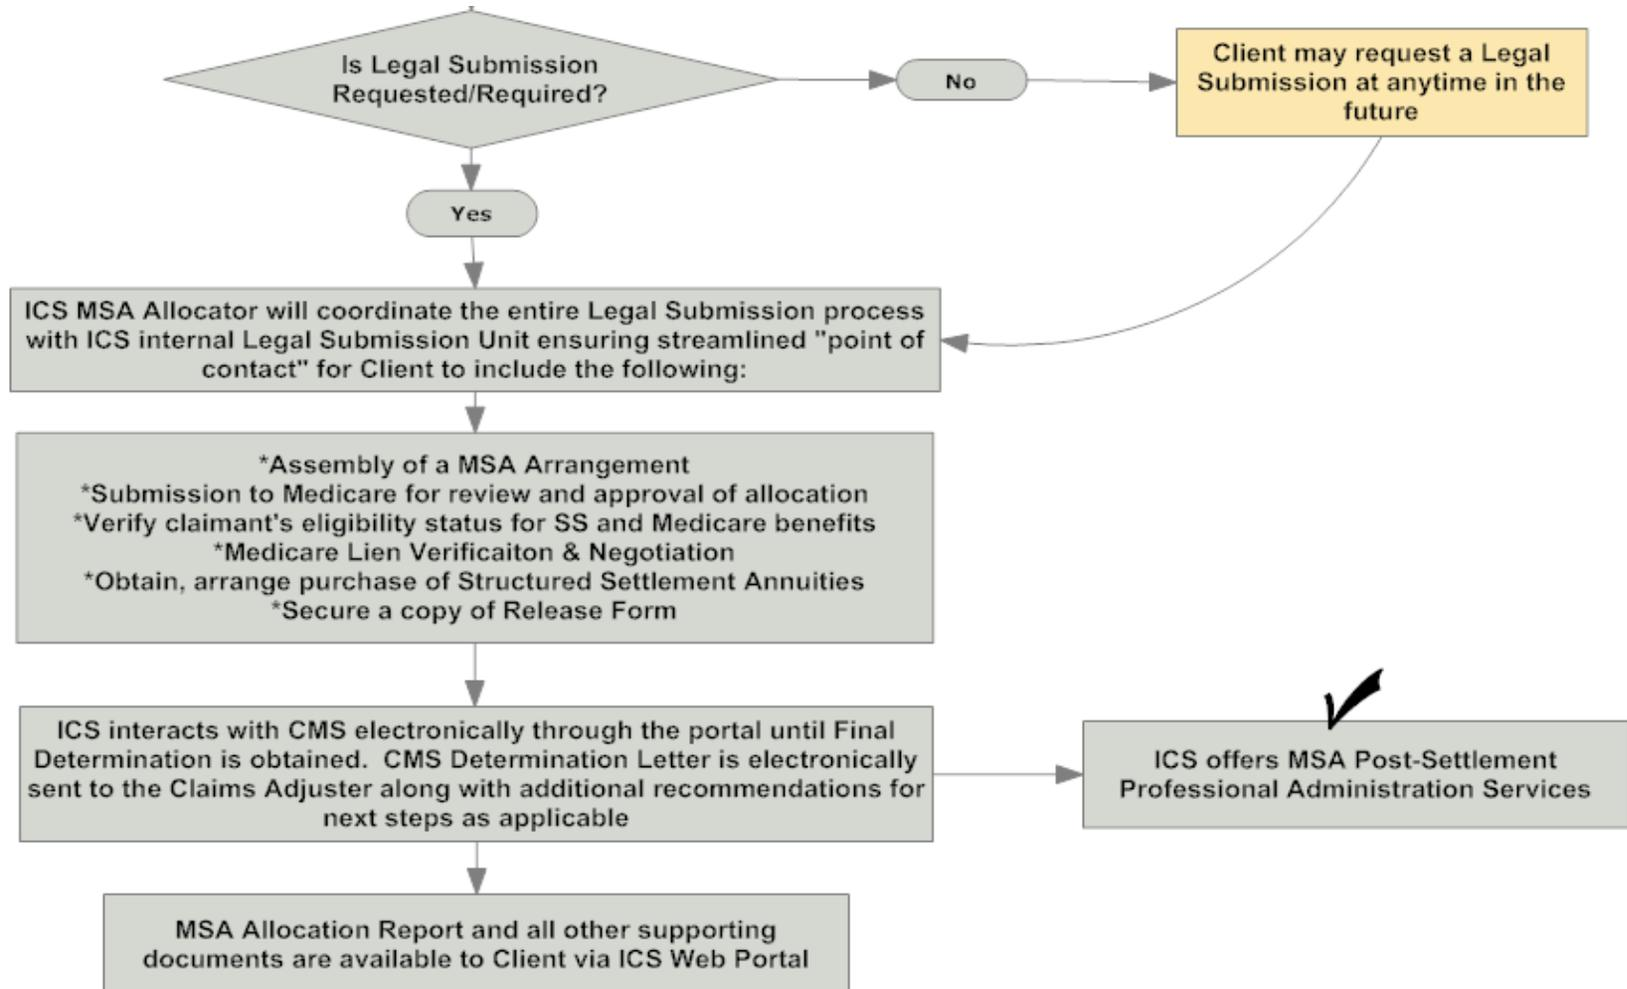 Is Legal Submission
Requested/Required?
No
Client may request a Legal
Submission at anytime in the
future
Yes
ICS MSA Allocator will coordinate the entire Legal Submission process
with ICS internal Legal Submission Unit ensuring streamlined "point of
contact" for Client to include the following:
*Assembly of a MSA Arrangement
*Submission to Medicare for review and approval of allocation
*Verify claimant's eligibility status for SS and Medicare benefits
*Medicare Lien Verificaiton & Negotiation
*Obtain, arrange purchase of Structured Settlement Annuities
*Secure a copy of Release Form
ICS interacts with CMS electronically through the portal until Final
Determination is obtained.  CMS Determination Letter is electronically
sent to the Claims Adjuster along with additional recommendations for
next steps as applicable
ICS offers MSA Post-Settlement
Professional Administration Services
MSA Allocation Report and all other supporting
documents are available to Client via ICS Web Portal